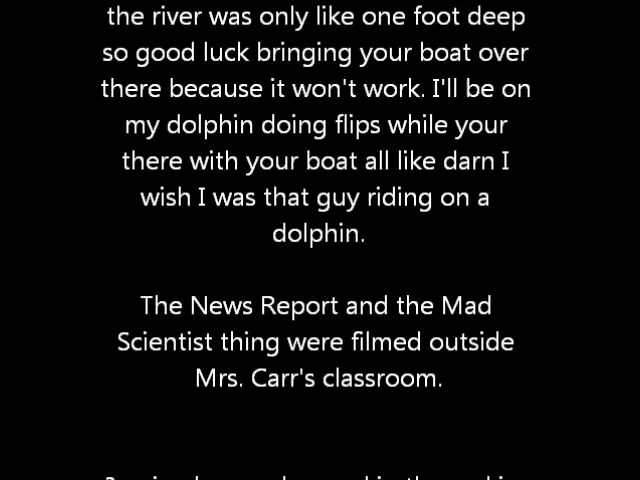 the river was only like one foot deep
so good luck bringing your boat over
there because it won't work. I'll be on
my dolphin doing flips while your
there with your boat all like darn I
wish I was that guy riding on a
dolphin.
The News Report and the Mad
Scientist thing were filmed outside
Mrs. Carr's classroom.